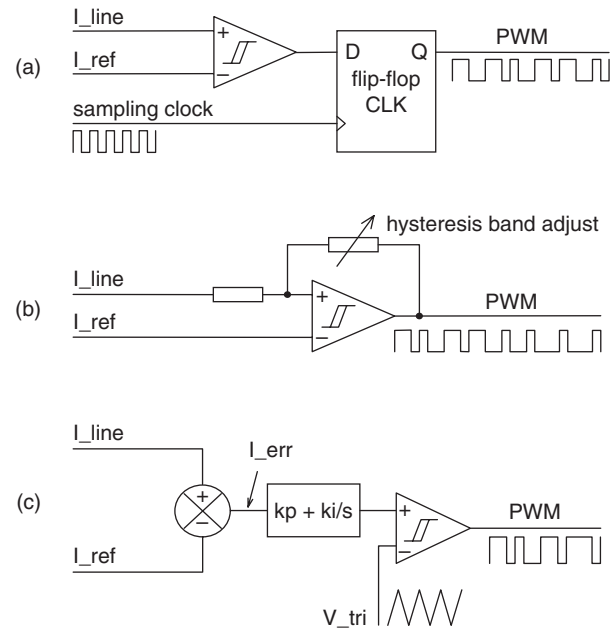 (a)
I_line
I_ref
+
−
sampling clock
D Q
flip-flop
CLK
PWM
(b)
hysteresis band adjust
I_line
I_ref
+
−
PWM
(c)
I_line
I_err
+
−
I_ref
kp + ki/s
+
−
PWM
V_tri